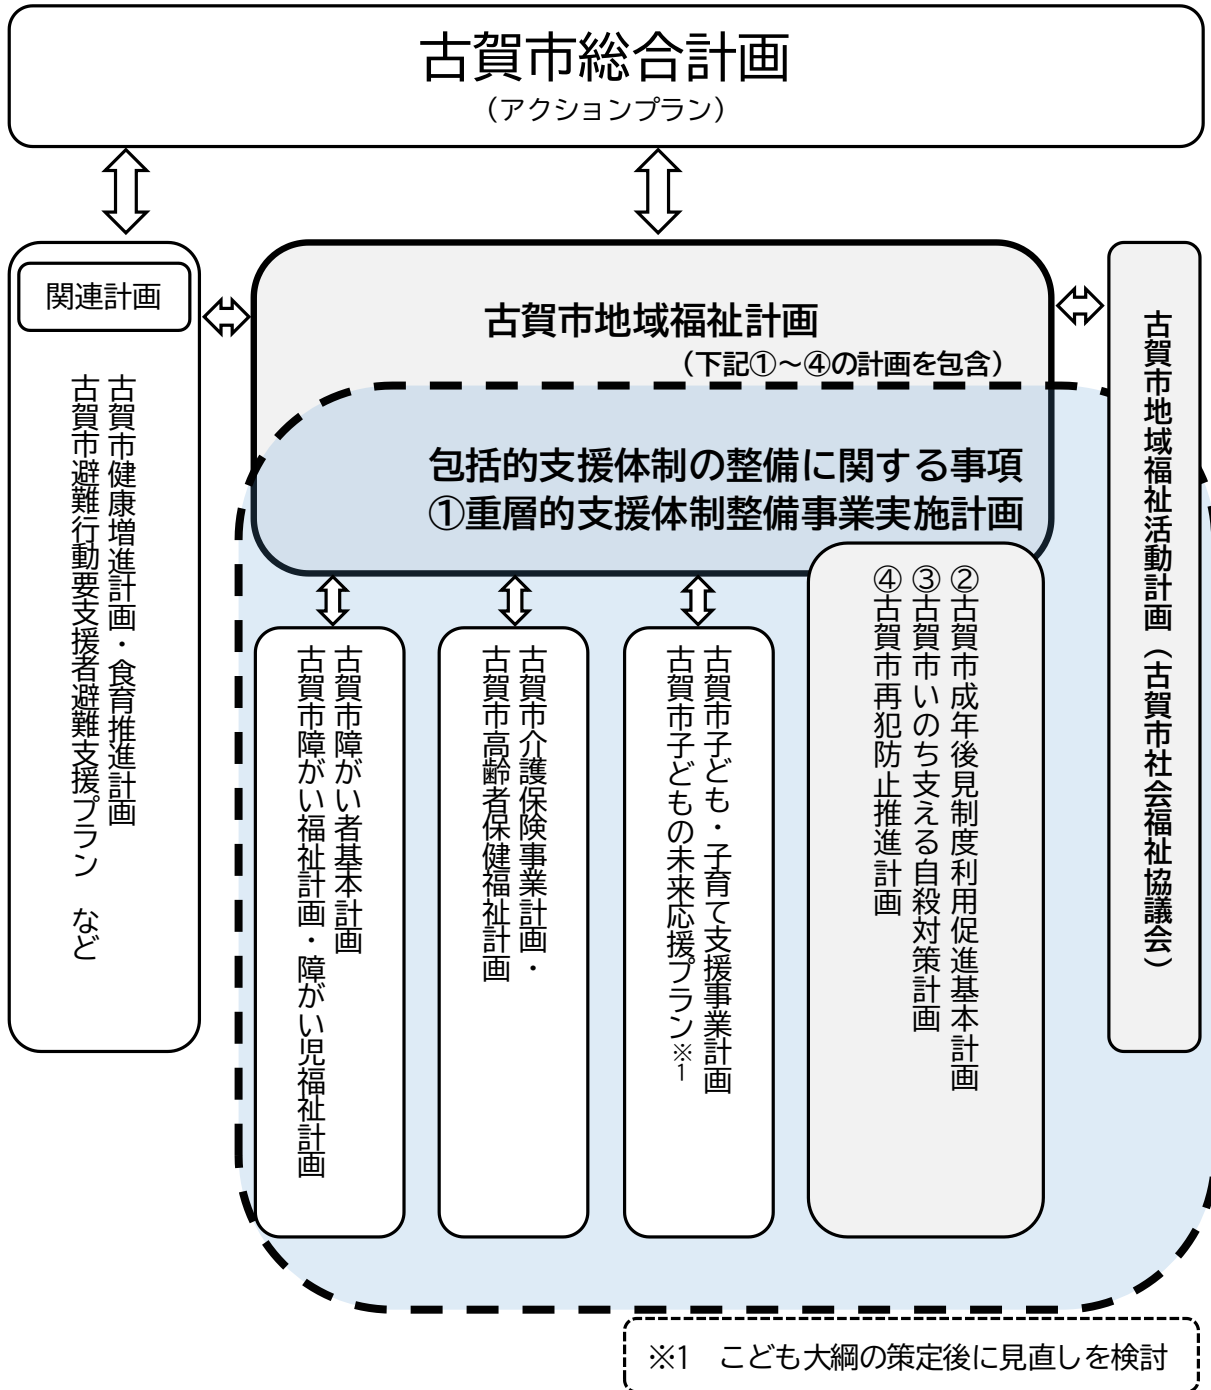 古賀市総合計画
（アクションプラン）
関連計画
古賀市健康増進計画・食育推進計画
古賀市避難行動要支援者避難支援プラン　など
古賀市地域福祉計画
（下記①～④の計画を包含）
包括的支援体制の整備に関する事項
①重層的支援体制整備事業実施計画
古賀市障がい者基本計画
古賀市障がい福祉計画・障がい児福祉計画
古賀市介護保険事業計画・
古賀市高齢者保健福祉計画
古賀市子ども・子育て支援事業計画
古賀市子どもの未来応援プラン※1
②古賀市成年後見制度利用促進基本計画
③古賀市いのち支える自殺対策計画
④古賀市再犯防止推進計画
古賀市地域福祉活動計画（古賀市社会福祉協議会）
※1　こども大綱の策定後に見直しを検討